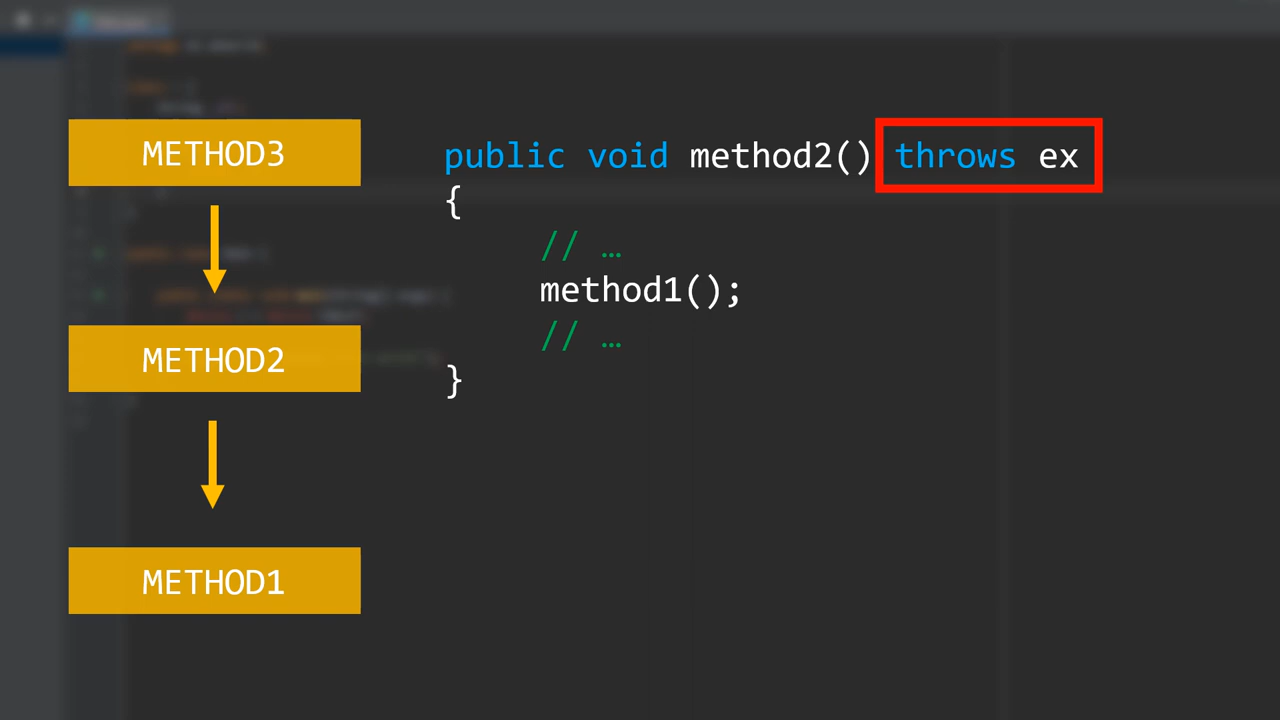 METHOD3
METHOD2
METHOD1
public void method2() throws ex
{
// …
method1();
// …
}